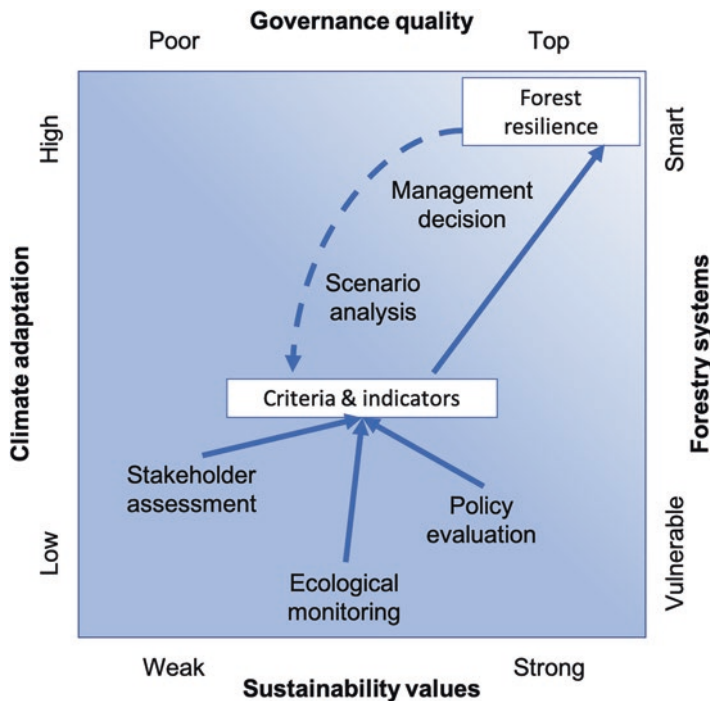 Governance quality
Poor
Top
High
Climate adaptation
Low
Smart
Forestry systems
Vulnerable
Forest
resilience
Management
decision
Scenario
analysis
Criteria & indicators
Stakeholder
assessment
Policy
evaluation
Ecological
monitoring
Weak
Strong
Sustainability values